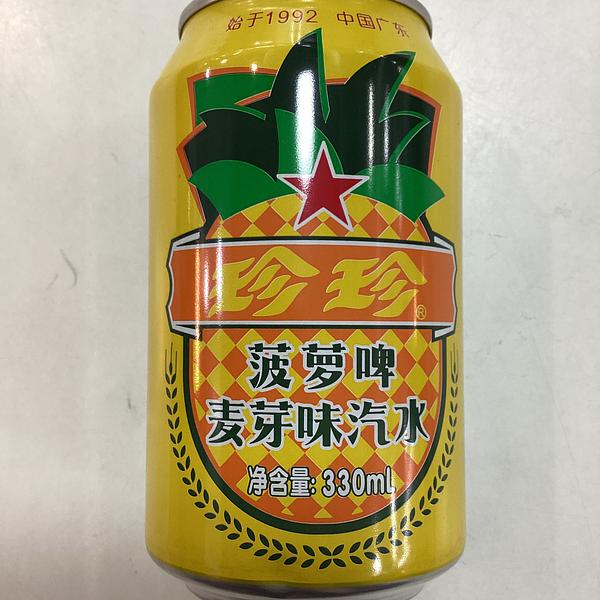 始于1992 中国广东
珍珍®
菠萝啤
麦芽味汽水
净含量: 330mL